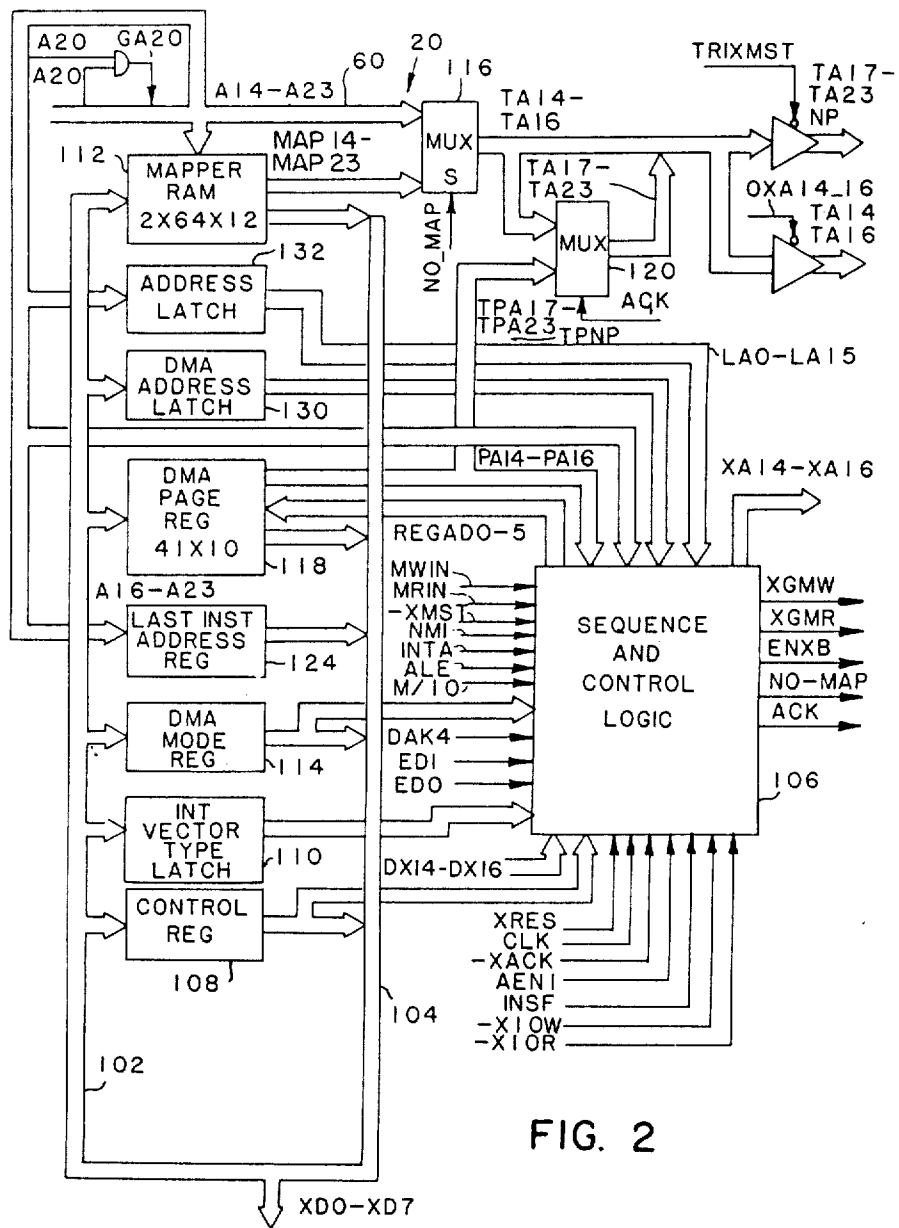 A20
GA20
A20
20
60
116
TRIXMST
TA17-
TA23
NP
A14-A23
TA14-
TA16
112
MAP 14-
MAP 23
MUX
S
MAPPER
RAM
2X64X12
TA17-
TA23
OXA14_16
TA14
TA16
NO_MAP
MUX
120
132
ADDRESS
LATCH
ACK
TPA17-
TPA23
TPNP
LA0-LA15
DMA
ADDRESS
LATCH
130
PA14-PA16
XA14-XA16
DMA
PAGE
REG
41X10
118
REGAD0-5
A16-A23
MWIN
MRIN
-XMST
NMI
INTA
ALE
M/IO
DAK4
EDI
EDO
SEQUENCE
AND
CONTROL
LOGIC
XGMW
XGMR
ENXB
NO-MAP
ACK
106
LAST INST
ADDRESS
REG
124
DMA
MODE
REG
114
INT
VECTOR
TYPE
LATCH
110
DX14-DX16
CONTROL
REG
108
XRES
CLK
-XACK
AEN1
INSF
-XIOW
-XIOR
104
102
FIG. 2
XD0-XD7